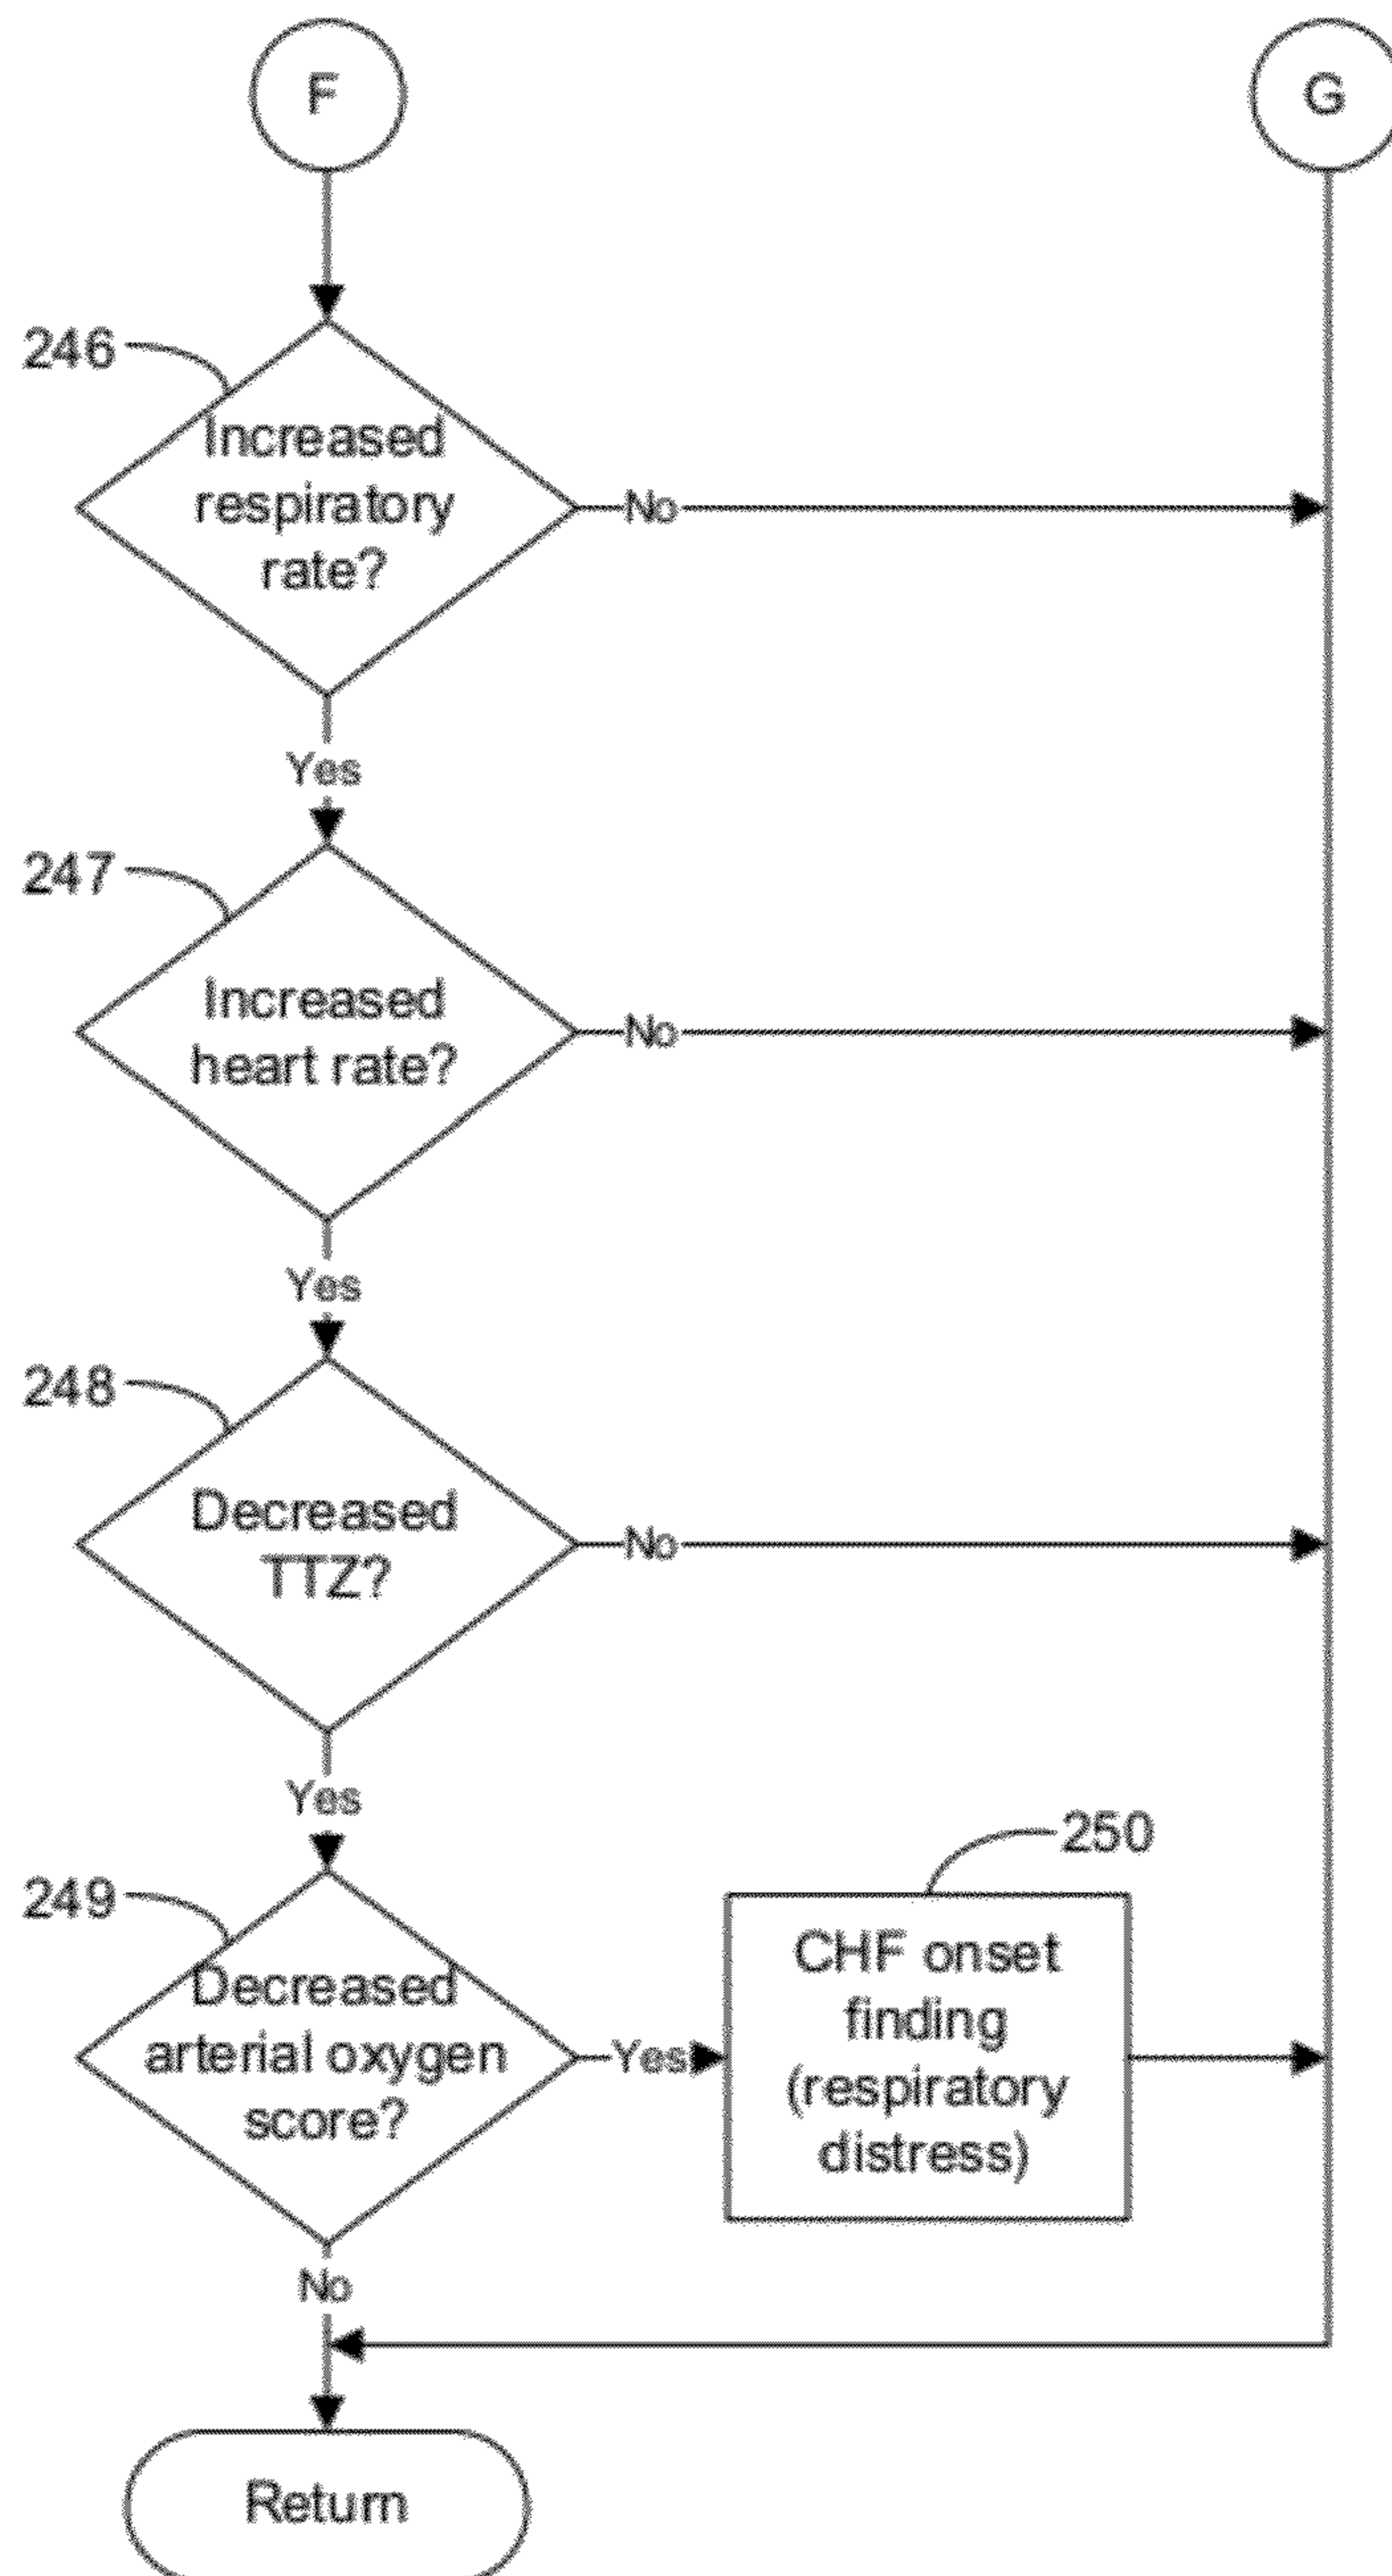 F
G
246
Increased
respiratory
rate?
No
Yes
247
Increased
heart rate?
No
Yes
248
Decreased
TTZ?
No
Yes
249
Decreased
arterial oxygen
score?
Yes
250
CHF onset
finding
(respiratory
distress)
No
Return